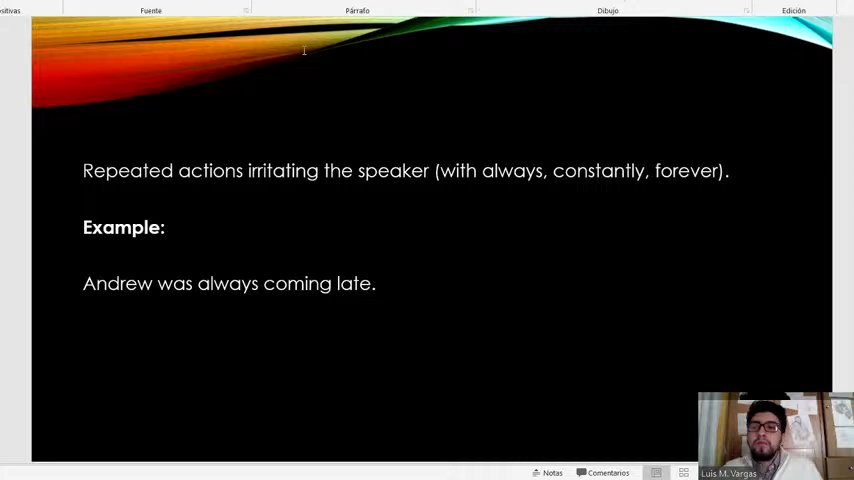 sitivas
Fuente
Párrafo
Dibujo
Edición
Repeated actions irritating the speaker (with always, constantly, forever).
Example:
Andrew was always coming late.
Luis M. Vargas
Notas
Comentarios